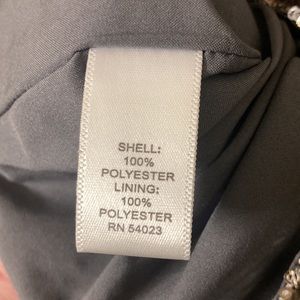 SHELL:
100%
POLYESTER
LINING:
100%
POLYESTER
RN 54023